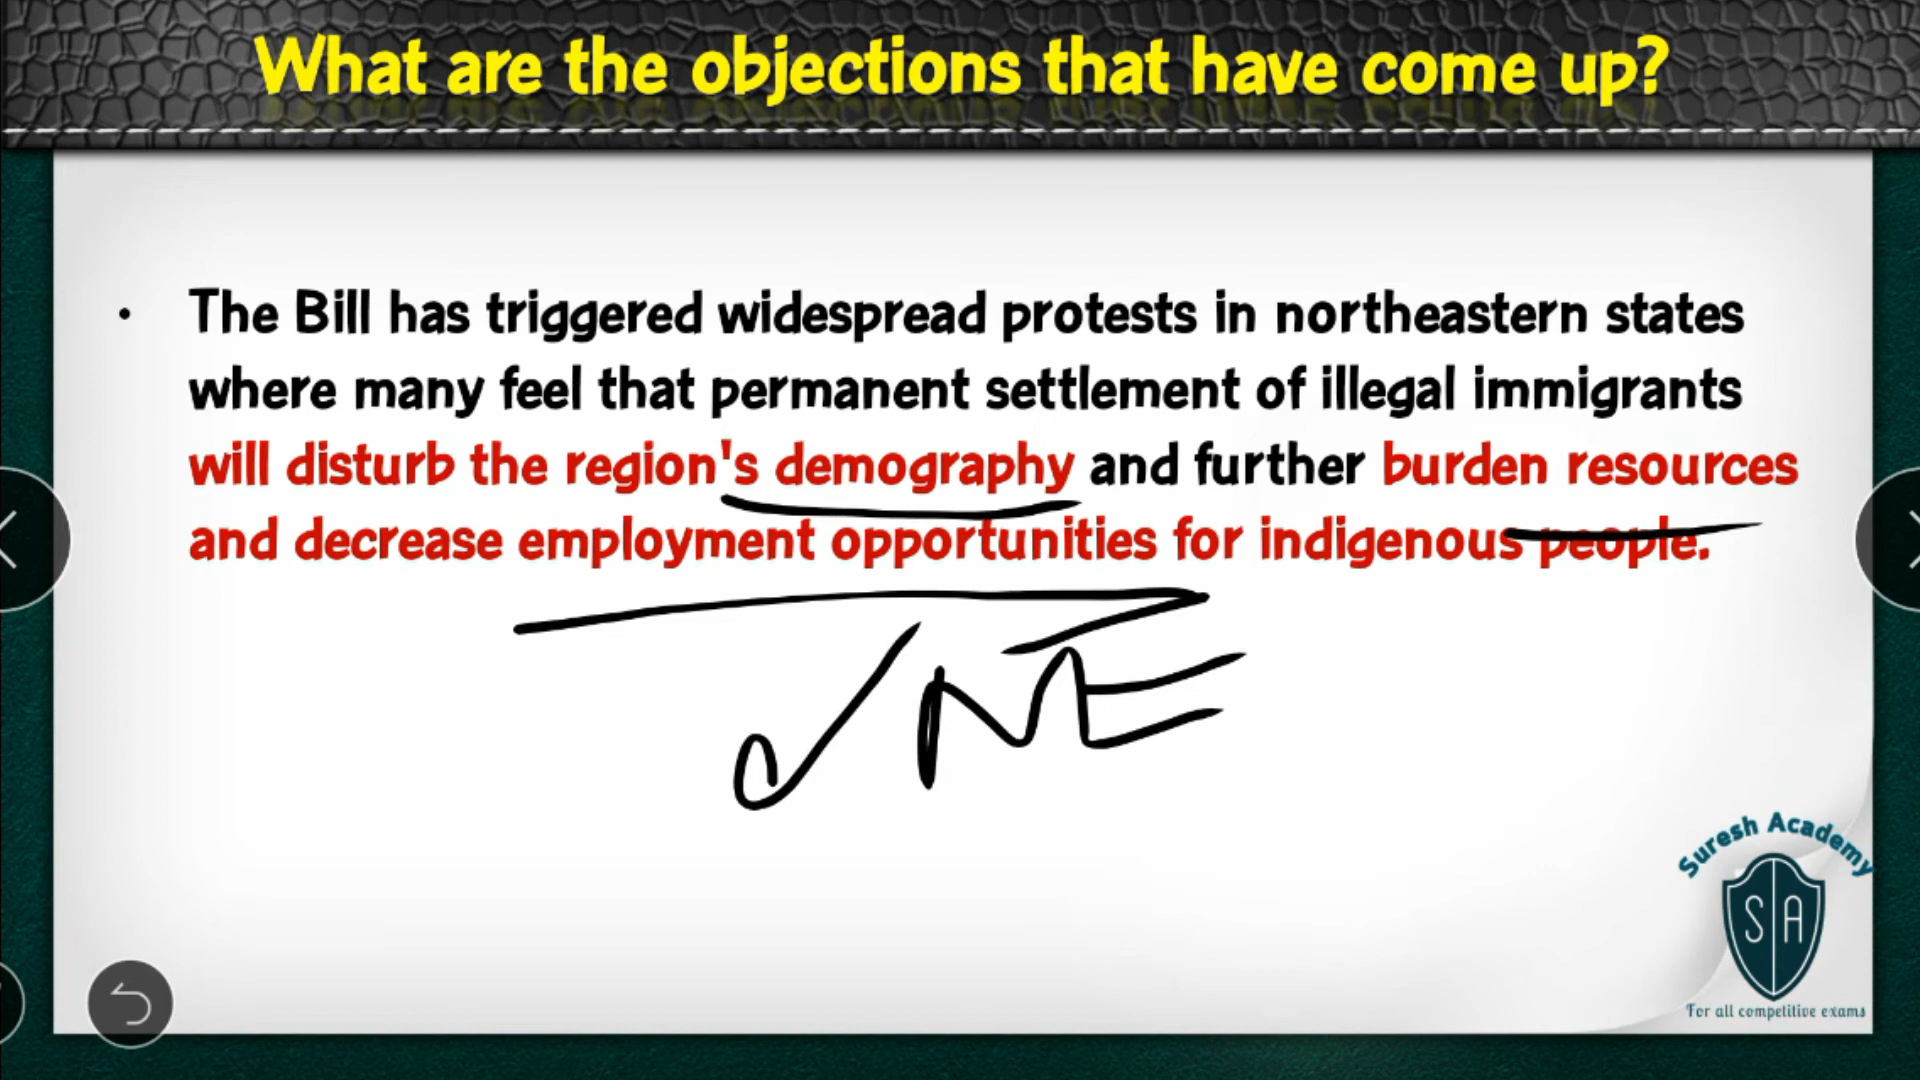 What are the objections that have come up?
• The Bill has triggered widespread protests in northeastern states
where many feel that permanent settlement of illegal immigrants
will disturb the region's demography and further burden resources
and decrease employment opportunities for indigenous people.
NE
Suresh Academy
SA
For all competitive exams